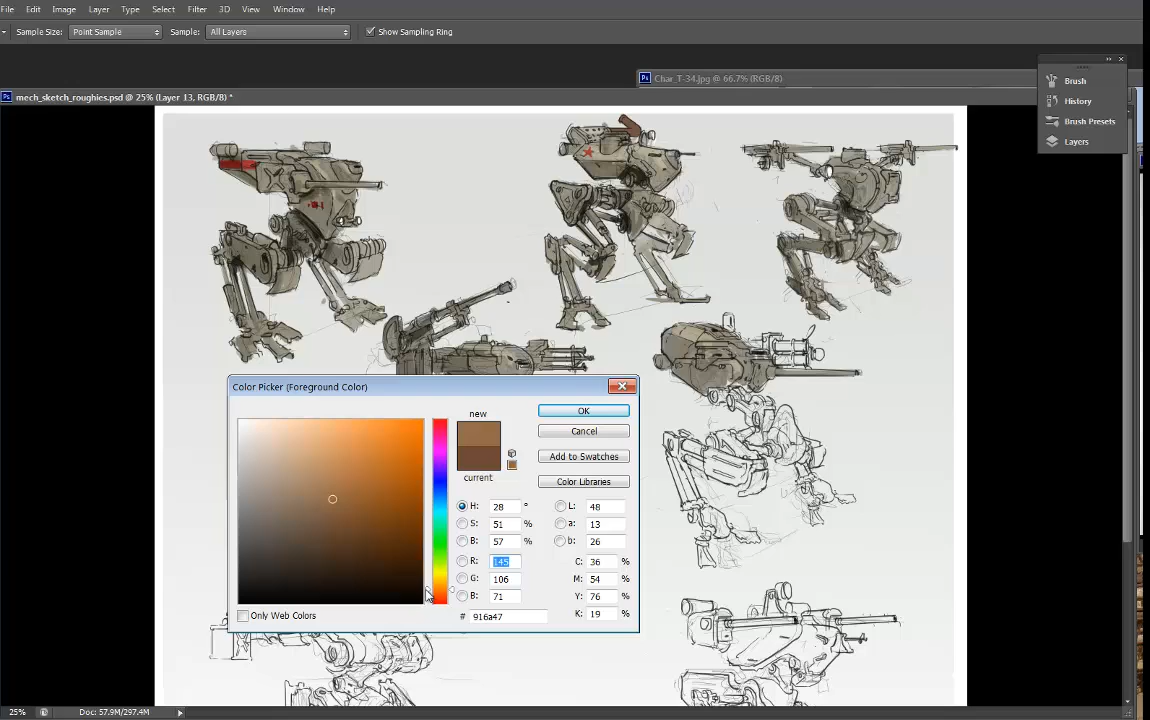 File Edit Image Layer Type Select Filter 3D View Window Help
Sample Size: Point Sample Sample: All Layers Show Sampling Ring
Char_T-34.jpg @ 66.7% (RGB/8)
mech_sketch_roughies.psd @ 25% (Layer 13, RGB/8) *
Brush
History
Brush Presets
Layers
Color Picker (Foreground Color)
new
current
OK
Cancel
Add to Swatches
Color Libraries
H: 28 °
S: 51 %
B: 57 %
R: 145
G: 106
B: 71
# 916a47
L: 48
a: 13
b: 26
C: 36 %
M: 54 %
Y: 76 %
K: 19 %
Only Web Colors
25% Doc: 57.9M/297.4M